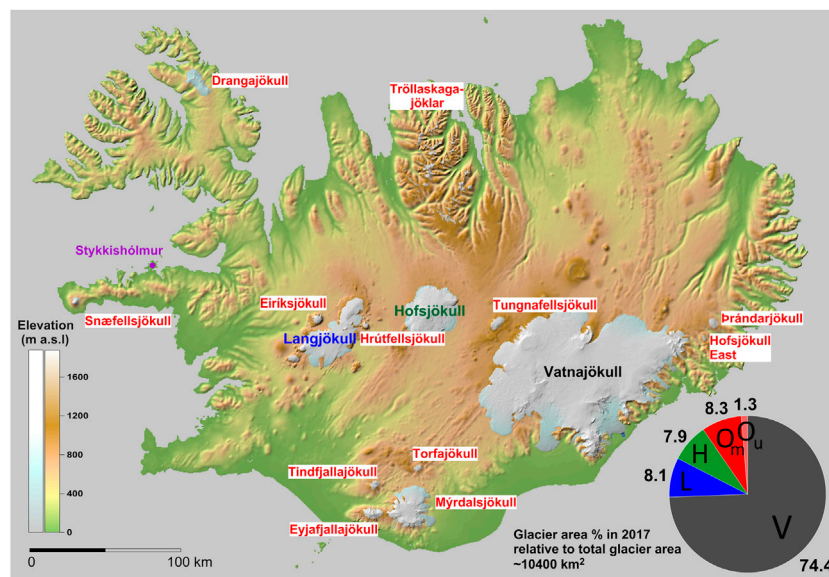 Drangajökull
Tröllaskaga-
jöklar
Stykkishólmur
Elevation
(m a.s.l)
1600
1200
800
400
0
Snæfellsjökull
Eiríksjökull
Langjökull
Hrútfellsjökull
Hofsjökull
Tungnafellsjökull
Vatnajökull
Þrándarjökull
Hofsjökull
East
Torfajökull
Tindfjallajökull
Mýrdalsjökull
Eyjafjallajökull
0 100 km
Glacier area % in 2017
relative to total glacier area
~10400 km²
8.3 1.3
7.9
8.1
74.4
V
L
H
Om
Ou